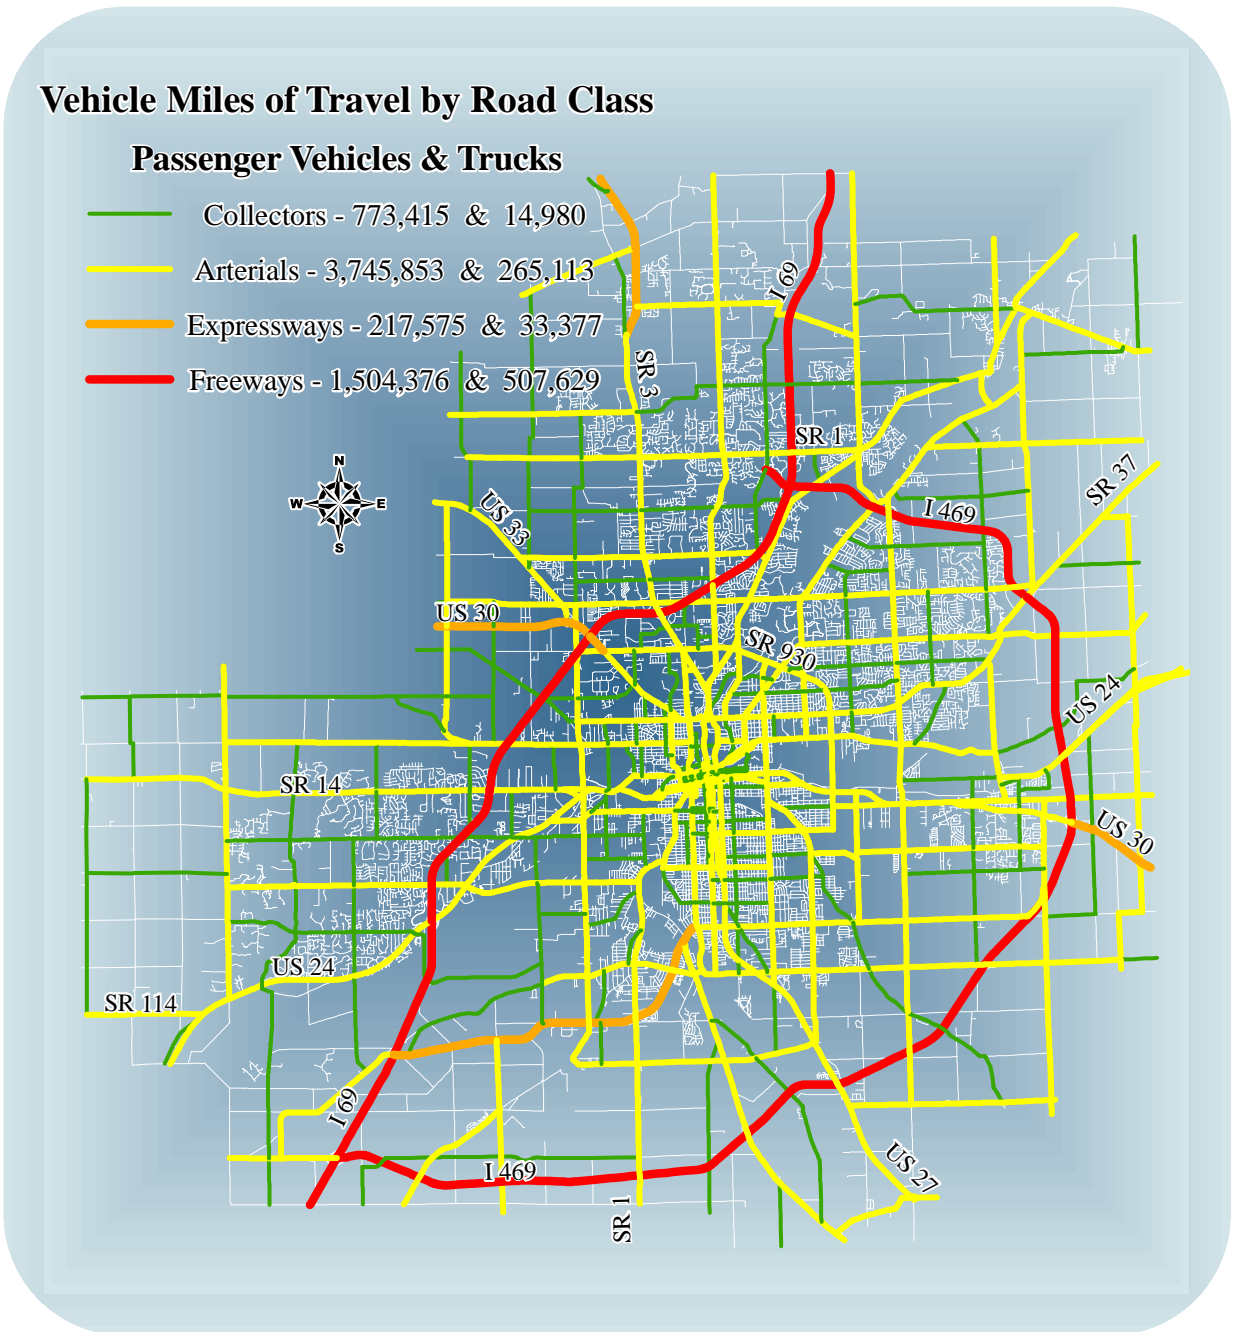 Vehicle Miles of Travel by Road Class
Passenger Vehicles & Trucks
Collectors - 773,415 & 14,980
Arterials - 3,745,853 & 265,113
Expressways - 217,575 & 33,377
Freeways - 1,504,376 & 507,629
I 69
SR 3
SR 1
N
W E
S
US 33
I 469
SR 37
US 30
SR 930
US 24
SR 14
US 30
US 24
SR 114
I 69
I 469
US 27
SR 1